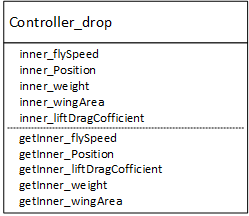 Controller_drop
inner_flySpeed
inner_Position
inner_weight
inner_wingArea
inner_liftDragCofficient
getInner_flySpeed
getInner_Position
getInner_liftDragCofficient
getInner_weight
getInner_wingArea